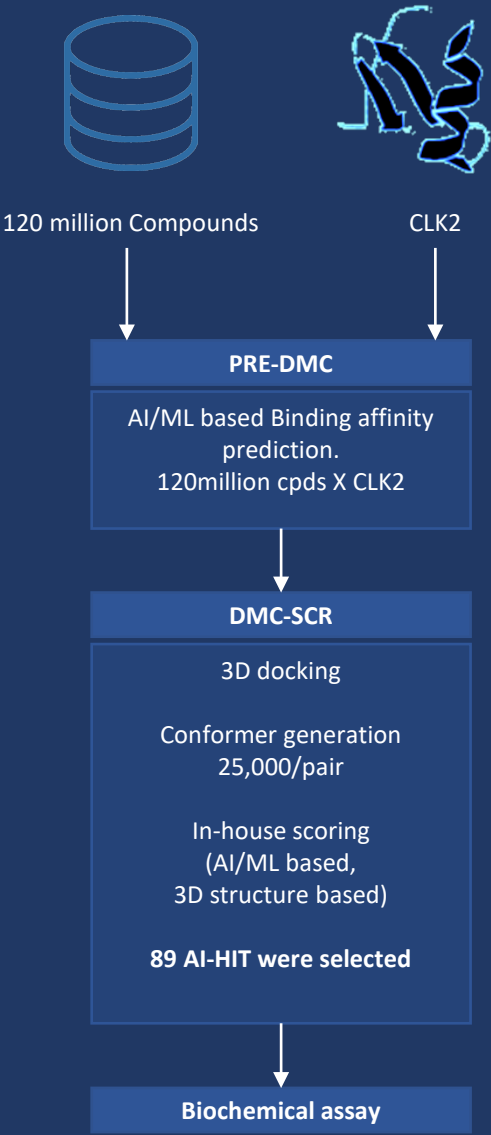 120 million Compounds
CLK2
PRE-DMC
AI/ML based Binding affinity
prediction.
120million cpds X CLK2
DMC-SCR
3D docking
Conformer generation
25,000/pair
In-house scoring
(AI/ML based,
3D structure based)
89 AI-HIT were selected
Biochemical assay